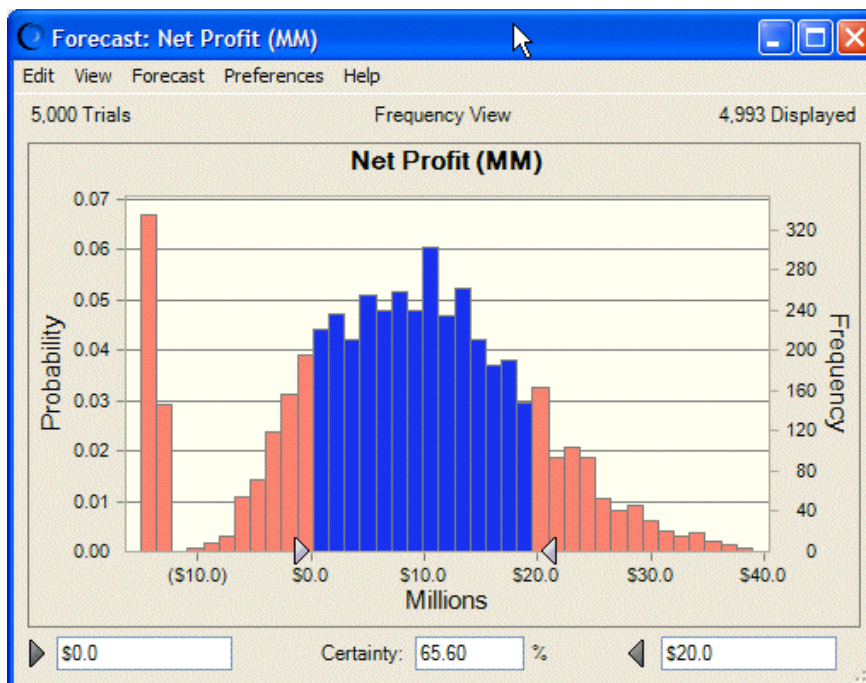 Forecast: Net Profit (MM)
Edit View Forecast Preferences Help
5,000 Trials Frequency View 4,993 Displayed
Net Profit (MM)
0.07
0.06
0.05
0.04
0.03
0.02
0.01
0.00
Probability
320
280
240
200
160
120
80
40
0
Frequency
($10.0) $0.0 $10.0 $20.0 $30.0 $40.0
Millions
$0.0 Certainty: 65.60 % $20.0